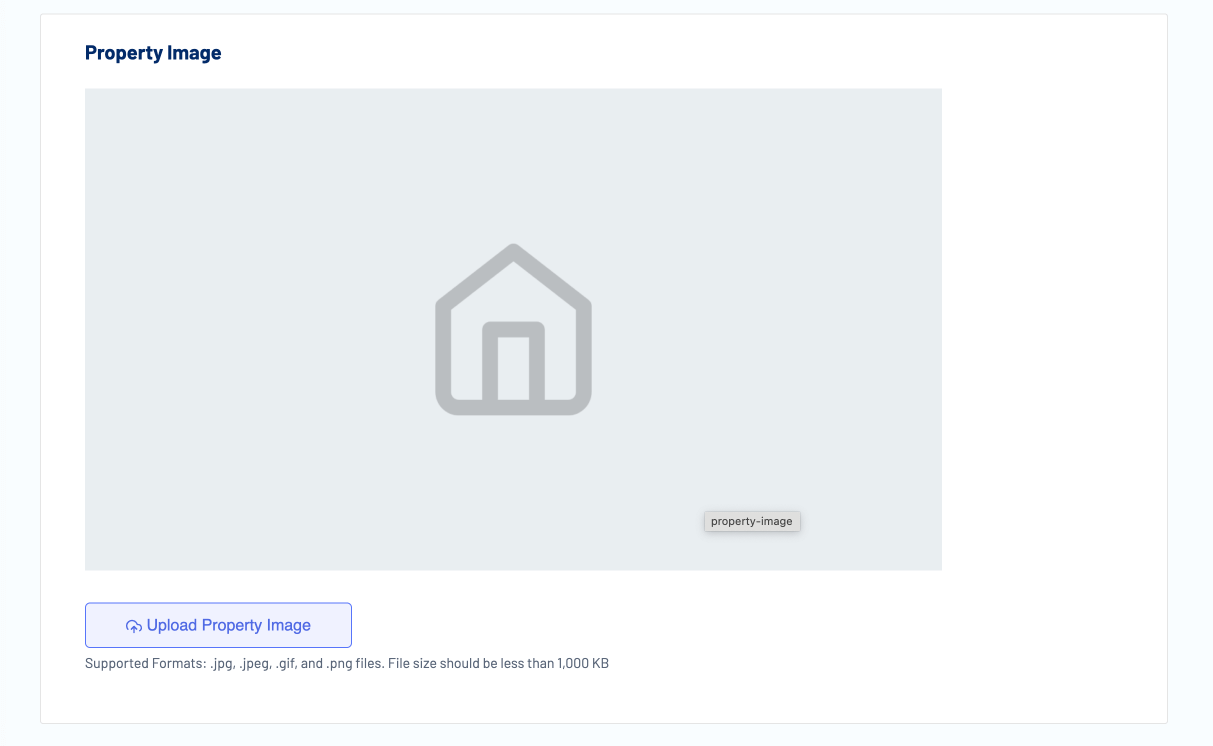 Property Image
property-image
Upload Property Image
Supported Formats: .jpg, .jpeg, .gif, and .png files. File size should be less than 1,000 KB